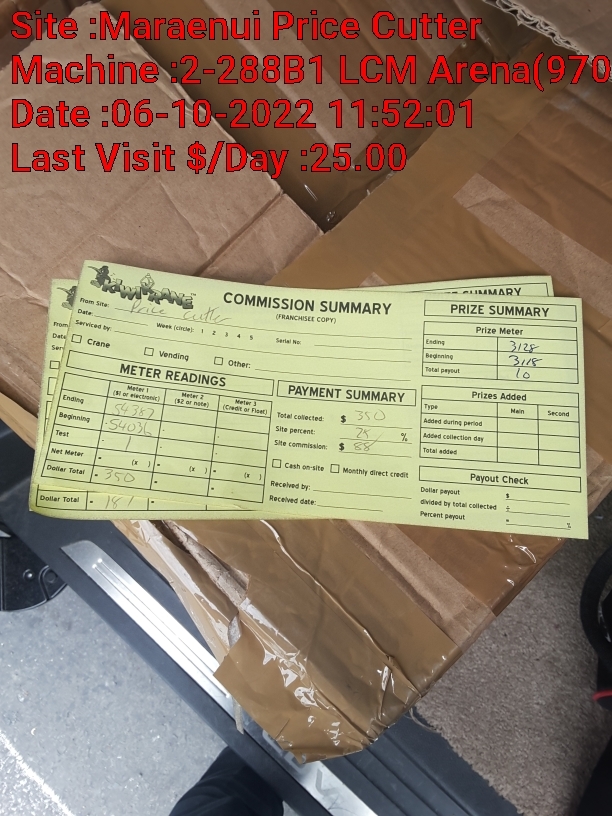 Site :Maraenui Price Cutter
Machine :2-288B1 LCM Arena(970
Date :06-10-2022 11:52:01
Last Visit $/Day :25.00
KIWI KRANE
COMMISSION SUMMARY
(FRANCHISEE COPY)
From Site: Price Cutter
Date:
Serviced by:
Week (circle): 1 2 3 4 5
Serial No:
Crane
Vending
Other:
METER READINGS
Meter 1 ($1 or electronic)
Meter 2 ($2 or note)
Meter 3 (Credit or Float)
Ending 54387
Beginning 54036
Test 1
Net Meter = (x ) = (x ) = (x )
Dollar Total = 350 = =
PAYMENT SUMMARY
Total collected: $ 350
Site percent: 25 %
Site commission: $ 88
Cash on-site
Monthly direct credit
Received by:
Received date:
PRIZE SUMMARY
Prize Meter
Ending 3128
Beginning 3118
Total payout 10
Prizes Added
Type Main Second
Added during period
Added collection day
Total added
Payout Check
Dollar payout $
divided by total collected ÷
Percent payout = %
SUMMARY
From
Date
Ser
Dollar Total = 181 = =